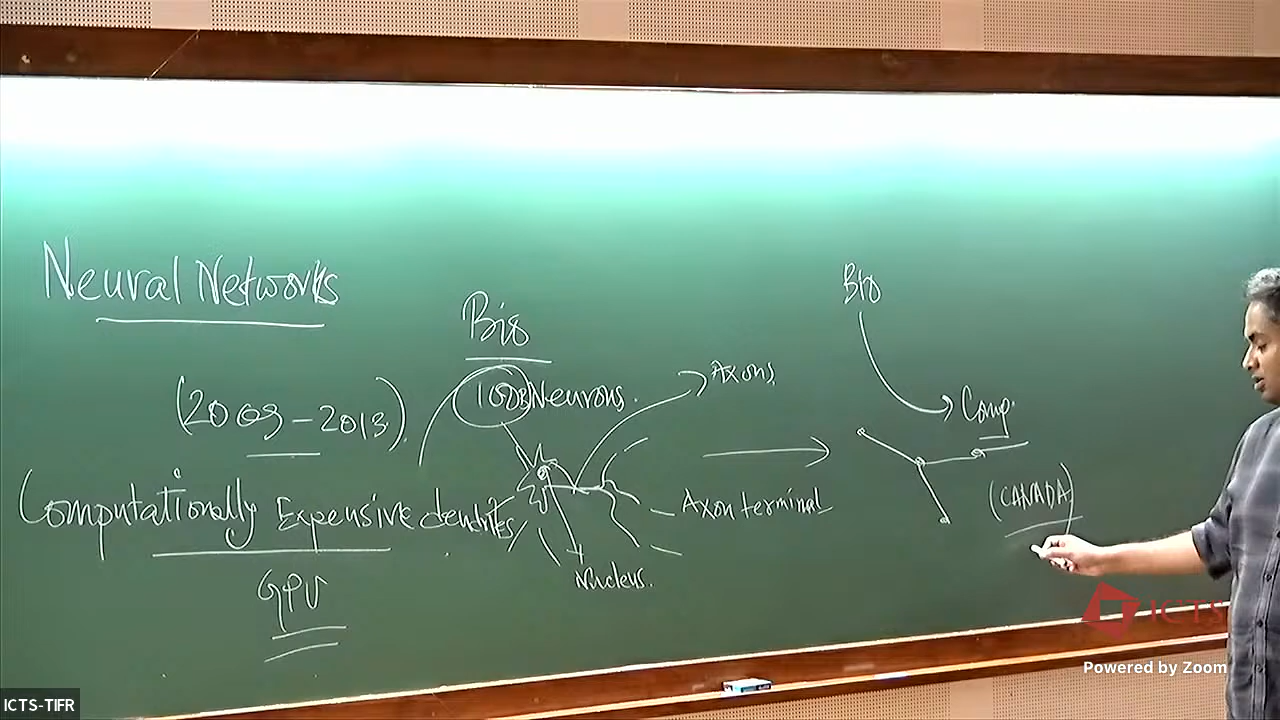 Neural Networks
(2009-2013).
Computationally Expensive
GPU
Bio
100B Neurons.
Axons
dendrites
Axon terminal
Nucleus.
Bio
Comp.
(CANADA)
ICTS
Powered by Zoom
ICTS-TIFR